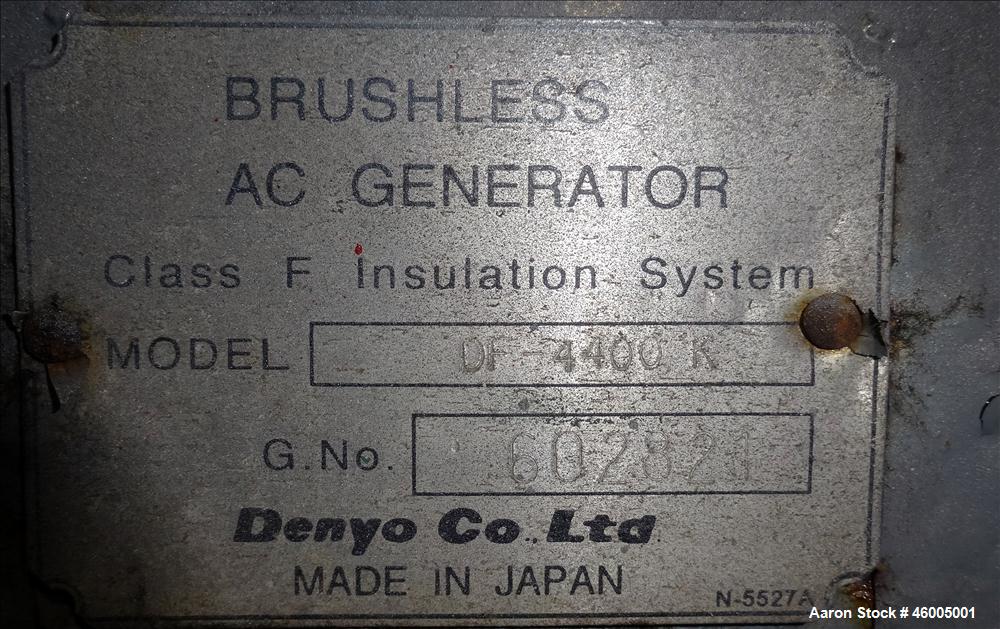 BRUSHLESS
AC GENERATOR
Class F Insulation System
MODEL DF-4400 K
G.No. 602821
Denyo Co.,Ltd
MADE IN JAPAN
N-5527A
Aaron Stock # 46005001